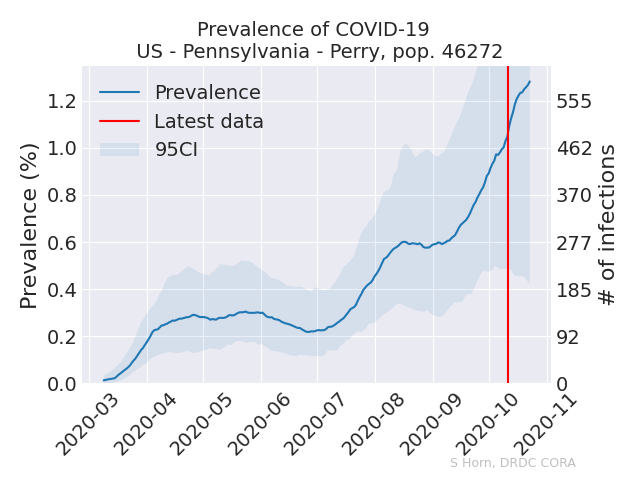 Prevalence of COVID-19
US - Pennsylvania - Perry, pop. 46272
Prevalence
Latest data
95CI
Prevalence (%)
1.2
1.0
0.8
0.6
0.4
0.2
0.0
555
462
370
277
185
92
0
# of infections
2020-03
2020-04
2020-05
2020-06
2020-07
2020-08
2020-09
2020-10
2020-11
S Horn, DRDC CORA